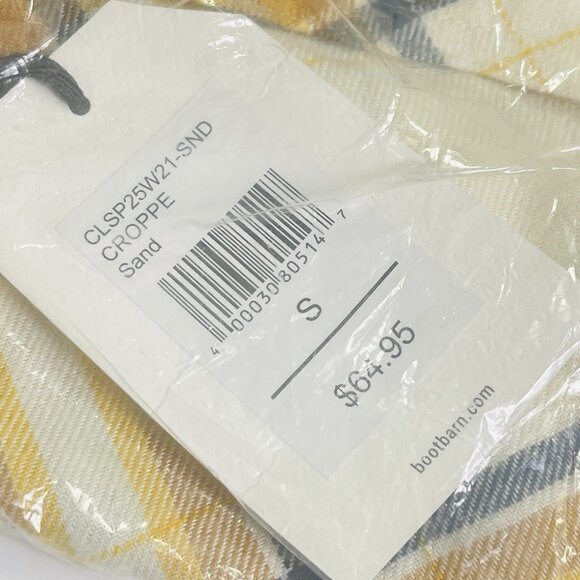 CLSP25W21-SND
CROPPE
Sand
4 00030 80514 7
S
$64.95
bootbarn.com